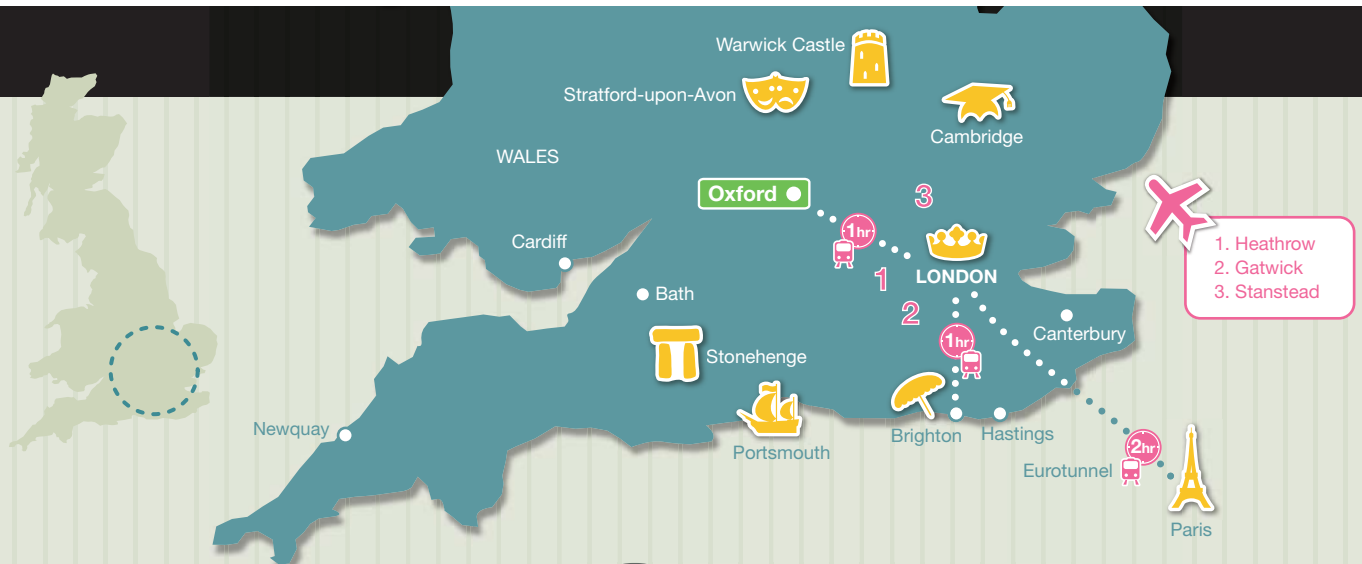 Warwick Castle
Stratford-upon-Avon
Cambridge
WALES
Oxford
3
1hr
1. Heathrow
2. Gatwick
3. Stanstead
Cardiff
LONDON
1
Bath
2
Canterbury
1hr
Stonehenge
Newquay
Brighton
Hastings
Portsmouth
2hr
Eurotunnel
Paris